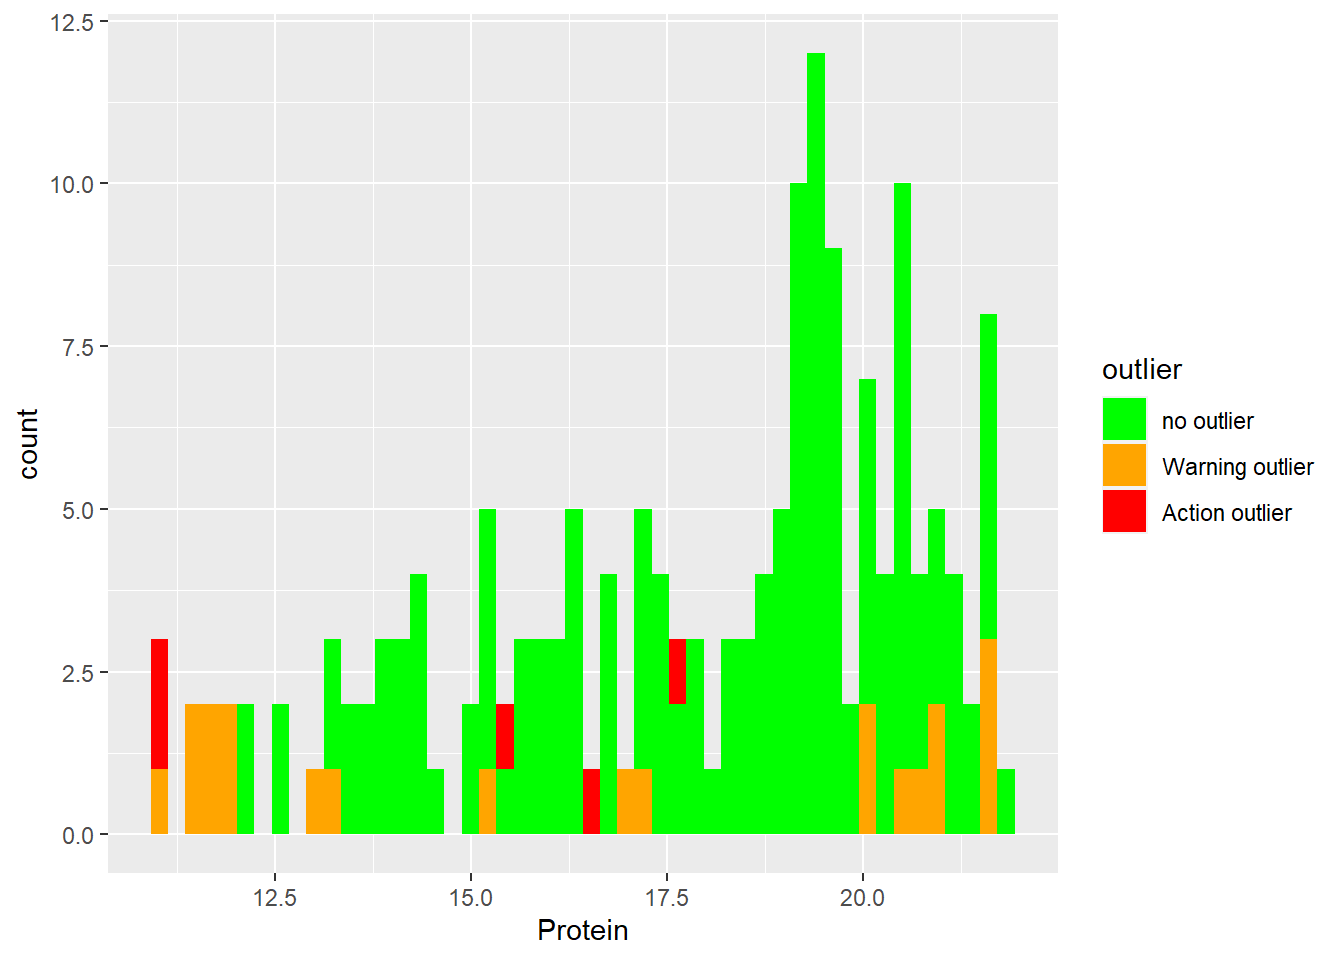 12.5
10.0
7.5
5.0
2.5
0.0
count
12.5 15.0 17.5 20.0
Protein
outlier
no outlier
Warning outlier
Action outlier